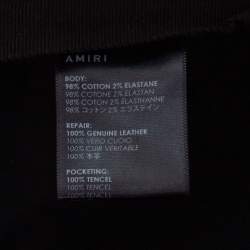 AMIRI
BODY:
98% COTTON 2% ELASTANE
98% COTONE 2% ELASTAN
98% COTON 2% ELASTHANNE
98% コットン 2% エラステイン
REPAIR:
100% GENUINE LEATHER
100% VERO CUOIO
100% CUIR VERITABLE
100% 本革
POCKETING:
100% TENCEL
100% TENCEL
100% TENCEL